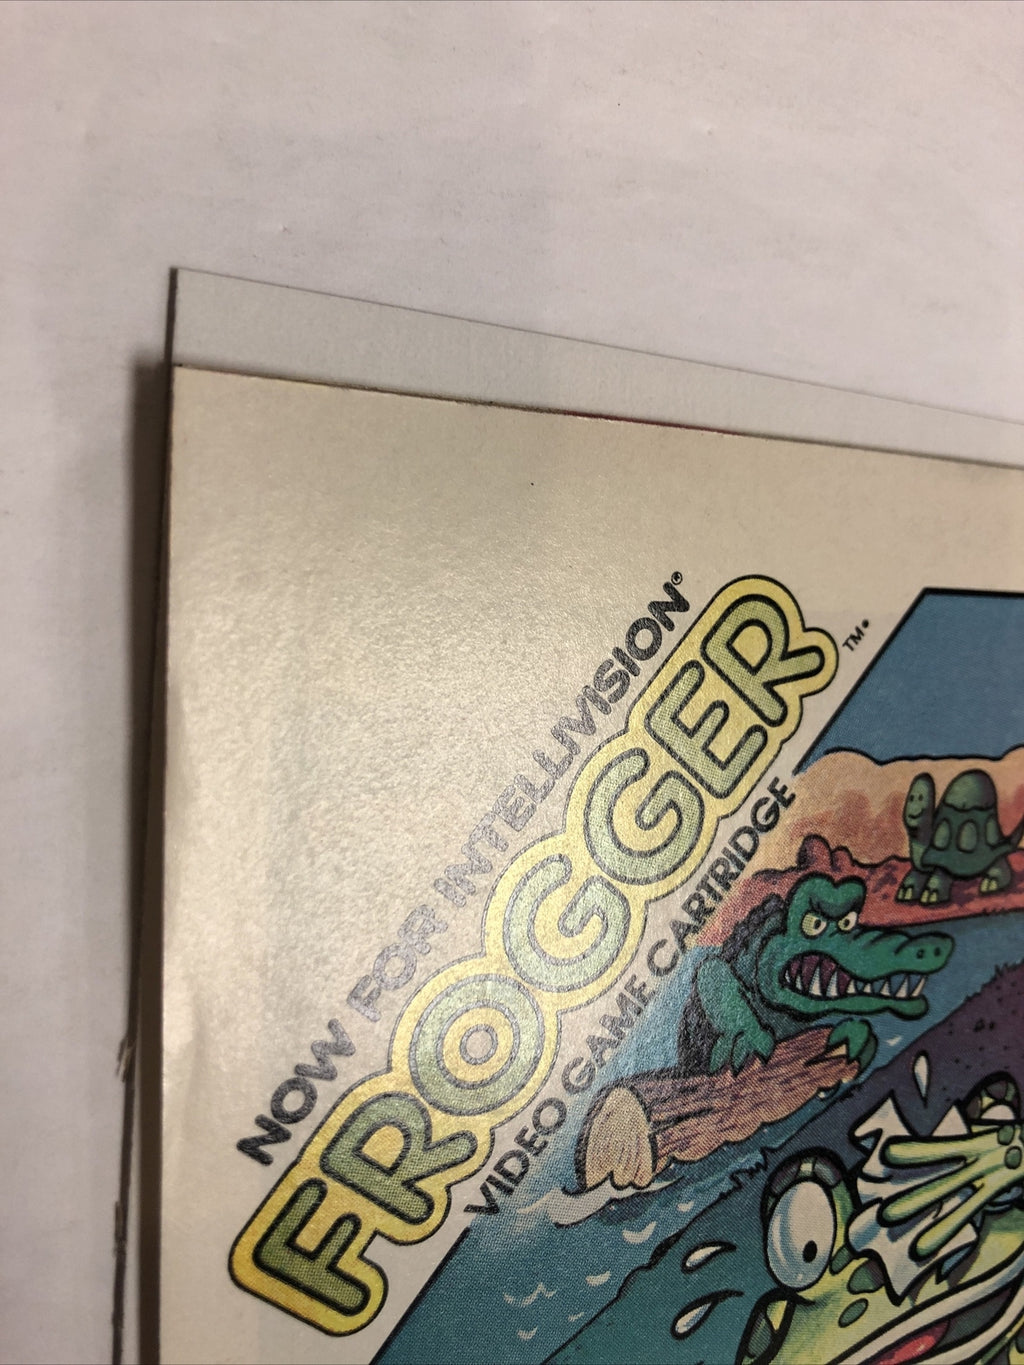 NOW FOR INTELLIVISION®
FROGGER™
VIDEO GAME CARTRIDGE